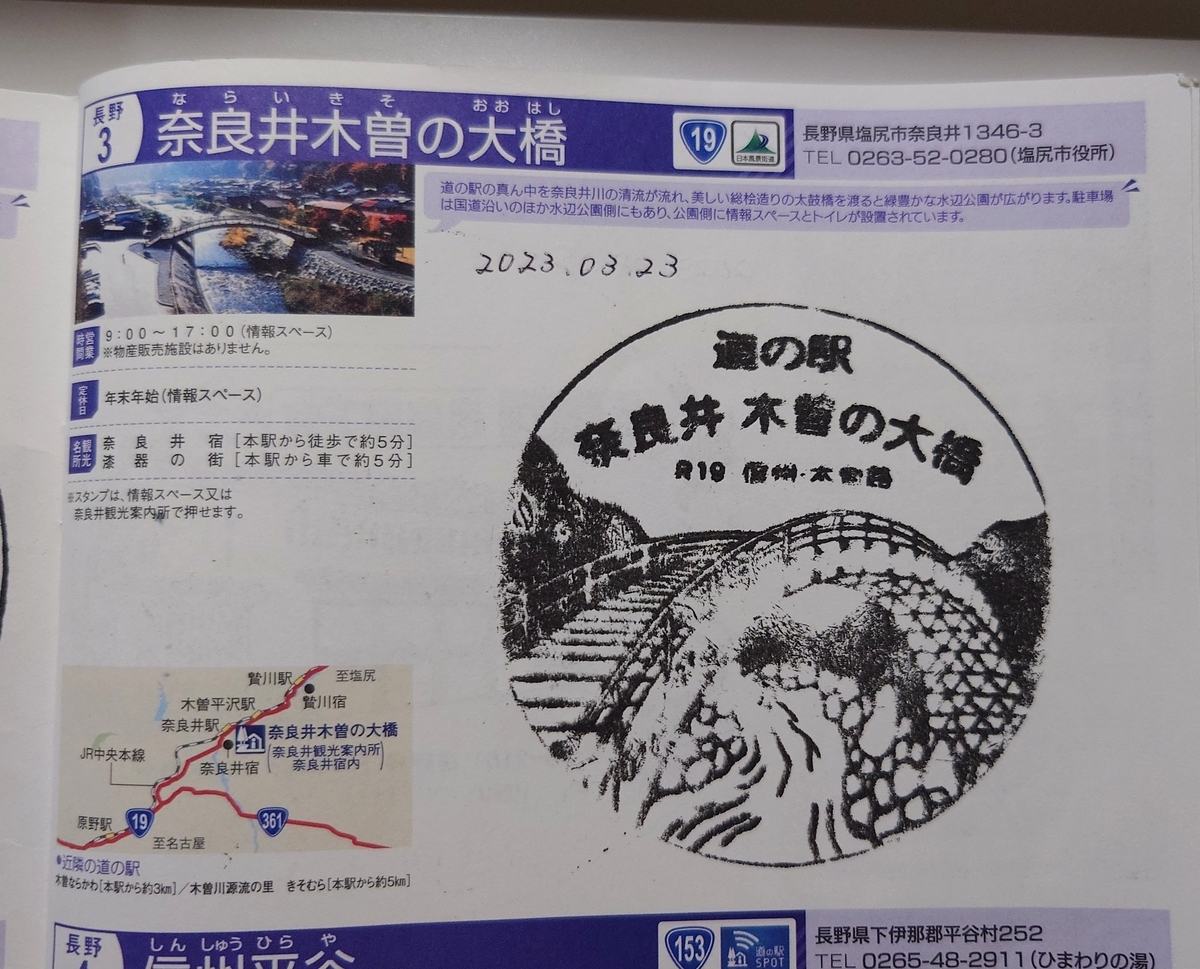 長野
3
ならいきそ おおはし
奈良井木曽の大橋
19
日本風景街道
長野県塩尻市奈良井1346-3
TEL 0263-52-0280(塩尻市役所)
道の駅の真ん中を奈良井川の清流が流れ、美しい総桧造りの太鼓橋を渡ると緑豊かな水辺公園が広がります。駐車場
は国道沿いのほか水辺公園側にもあり、公園側に情報スペースとトイレが設置されています。
2023.03.23
営業時間
9:00~17:00(情報スペース)
※物産販売施設はありません。
定休日
年末年始(情報スペース)
観光名所
奈良井宿[本駅から徒歩で約5分]
漆器の街[本駅から車で約5分]
※スタンプは、情報スペース又は
奈良井観光案内所で押せます。
道の駅
奈良井 木曽の大橋
R19 信州・木曽路
贄川駅
至塩尻
木曽平沢駅
贄川宿
奈良井駅
奈良井木曽の大橋
(奈良井観光案内所
奈良井宿内)
JR中央本線
奈良井宿
原野駅
19
361
至名古屋
●近隣の道の駅
木曽ならかわ[本駅から約3km]/木曽川源流の里 きそむら[本駅から約5km]
長野
しんしゅうひらや
信州平谷
153
道の駅
SPOT
長野県下伊那郡平谷村252
TEL 0265-48-2911(ひまわりの湯)